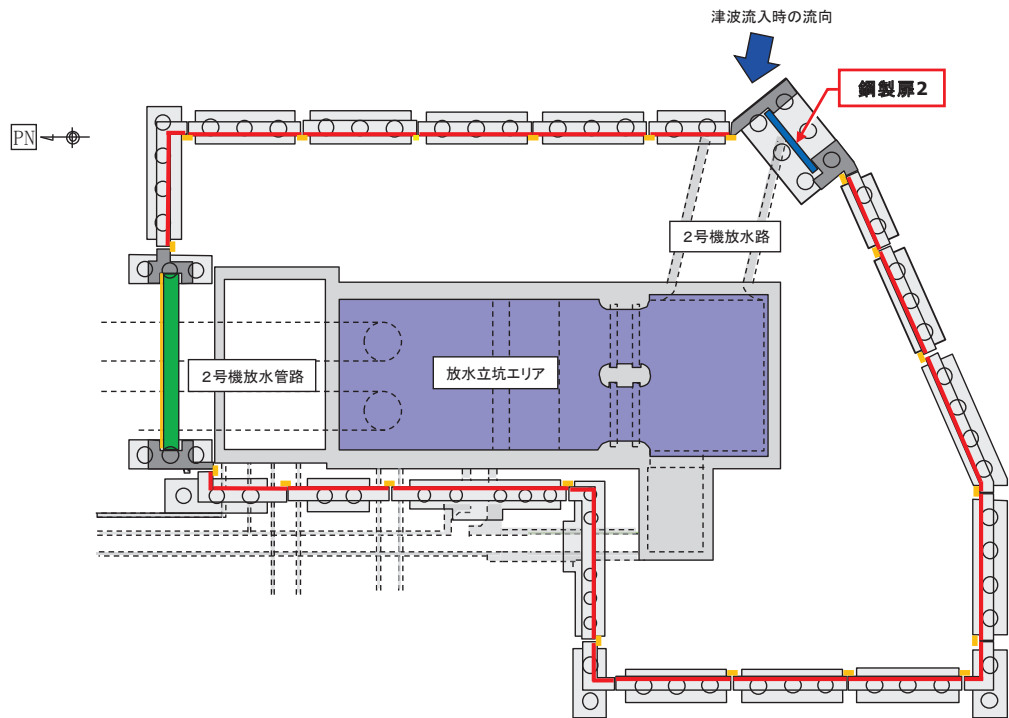 津波流入時の流向
鋼製扉2
PN
2号機放水路
2号機放水管路
放水立坑エリア